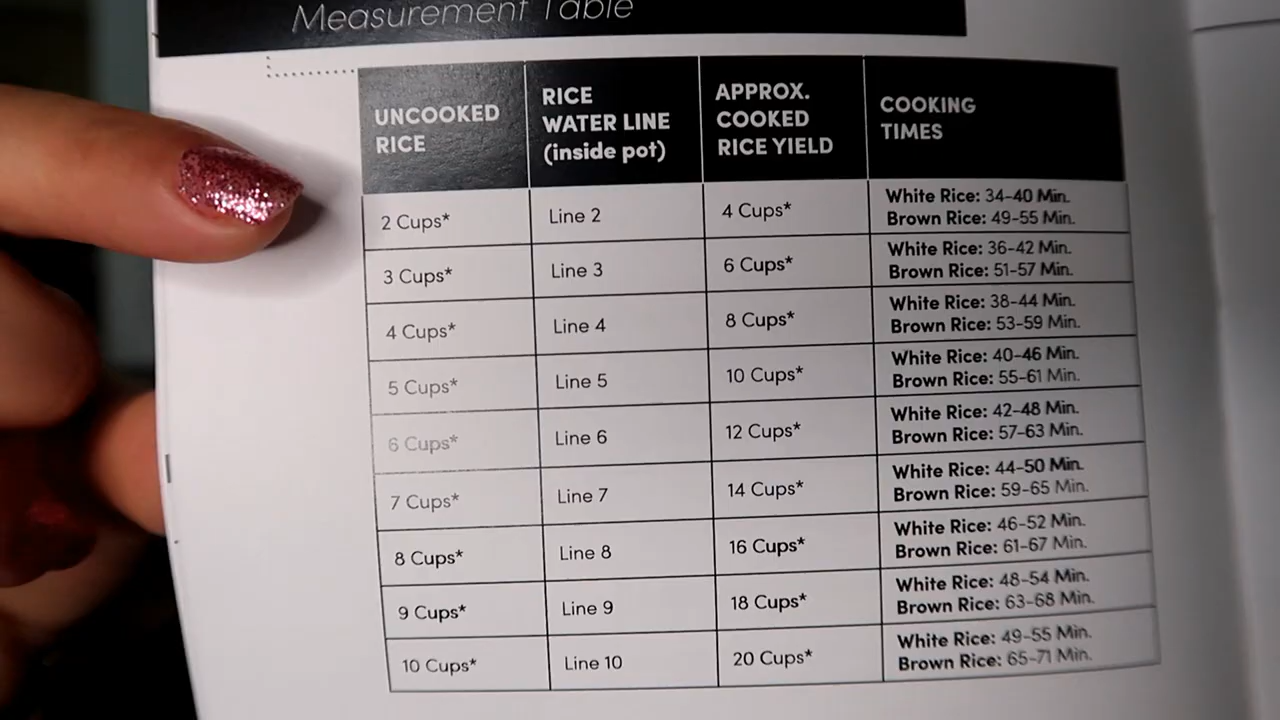 Measurement Table
UNCOOKED
RICE
RICE
WATER LINE
(inside pot)
APPROX.
COOKED
RICE YIELD
COOKING
TIMES
2 Cups*
Line 2
4 Cups*
White Rice: 34-40 Min.
Brown Rice: 49-55 Min.
3 Cups*
Line 3
6 Cups*
White Rice: 36-42 Min.
Brown Rice: 51-57 Min.
4 Cups*
Line 4
8 Cups*
White Rice: 38-44 Min.
Brown Rice: 53-59 Min.
5 Cups*
Line 5
10 Cups*
White Rice: 40-46 Min.
Brown Rice: 55-61 Min.
6 Cups*
Line 6
12 Cups*
White Rice: 42-48 Min.
Brown Rice: 57-63 Min.
7 Cups*
Line 7
14 Cups*
White Rice: 44-50 Min.
Brown Rice: 59-65 Min.
8 Cups*
Line 8
16 Cups*
White Rice: 46-52 Min.
Brown Rice: 61-67 Min.
9 Cups*
Line 9
18 Cups*
White Rice: 48-54 Min.
Brown Rice: 63-68 Min.
10 Cups*
Line 10
20 Cups*
White Rice: 49-55 Min.
Brown Rice: 65-71 Min.